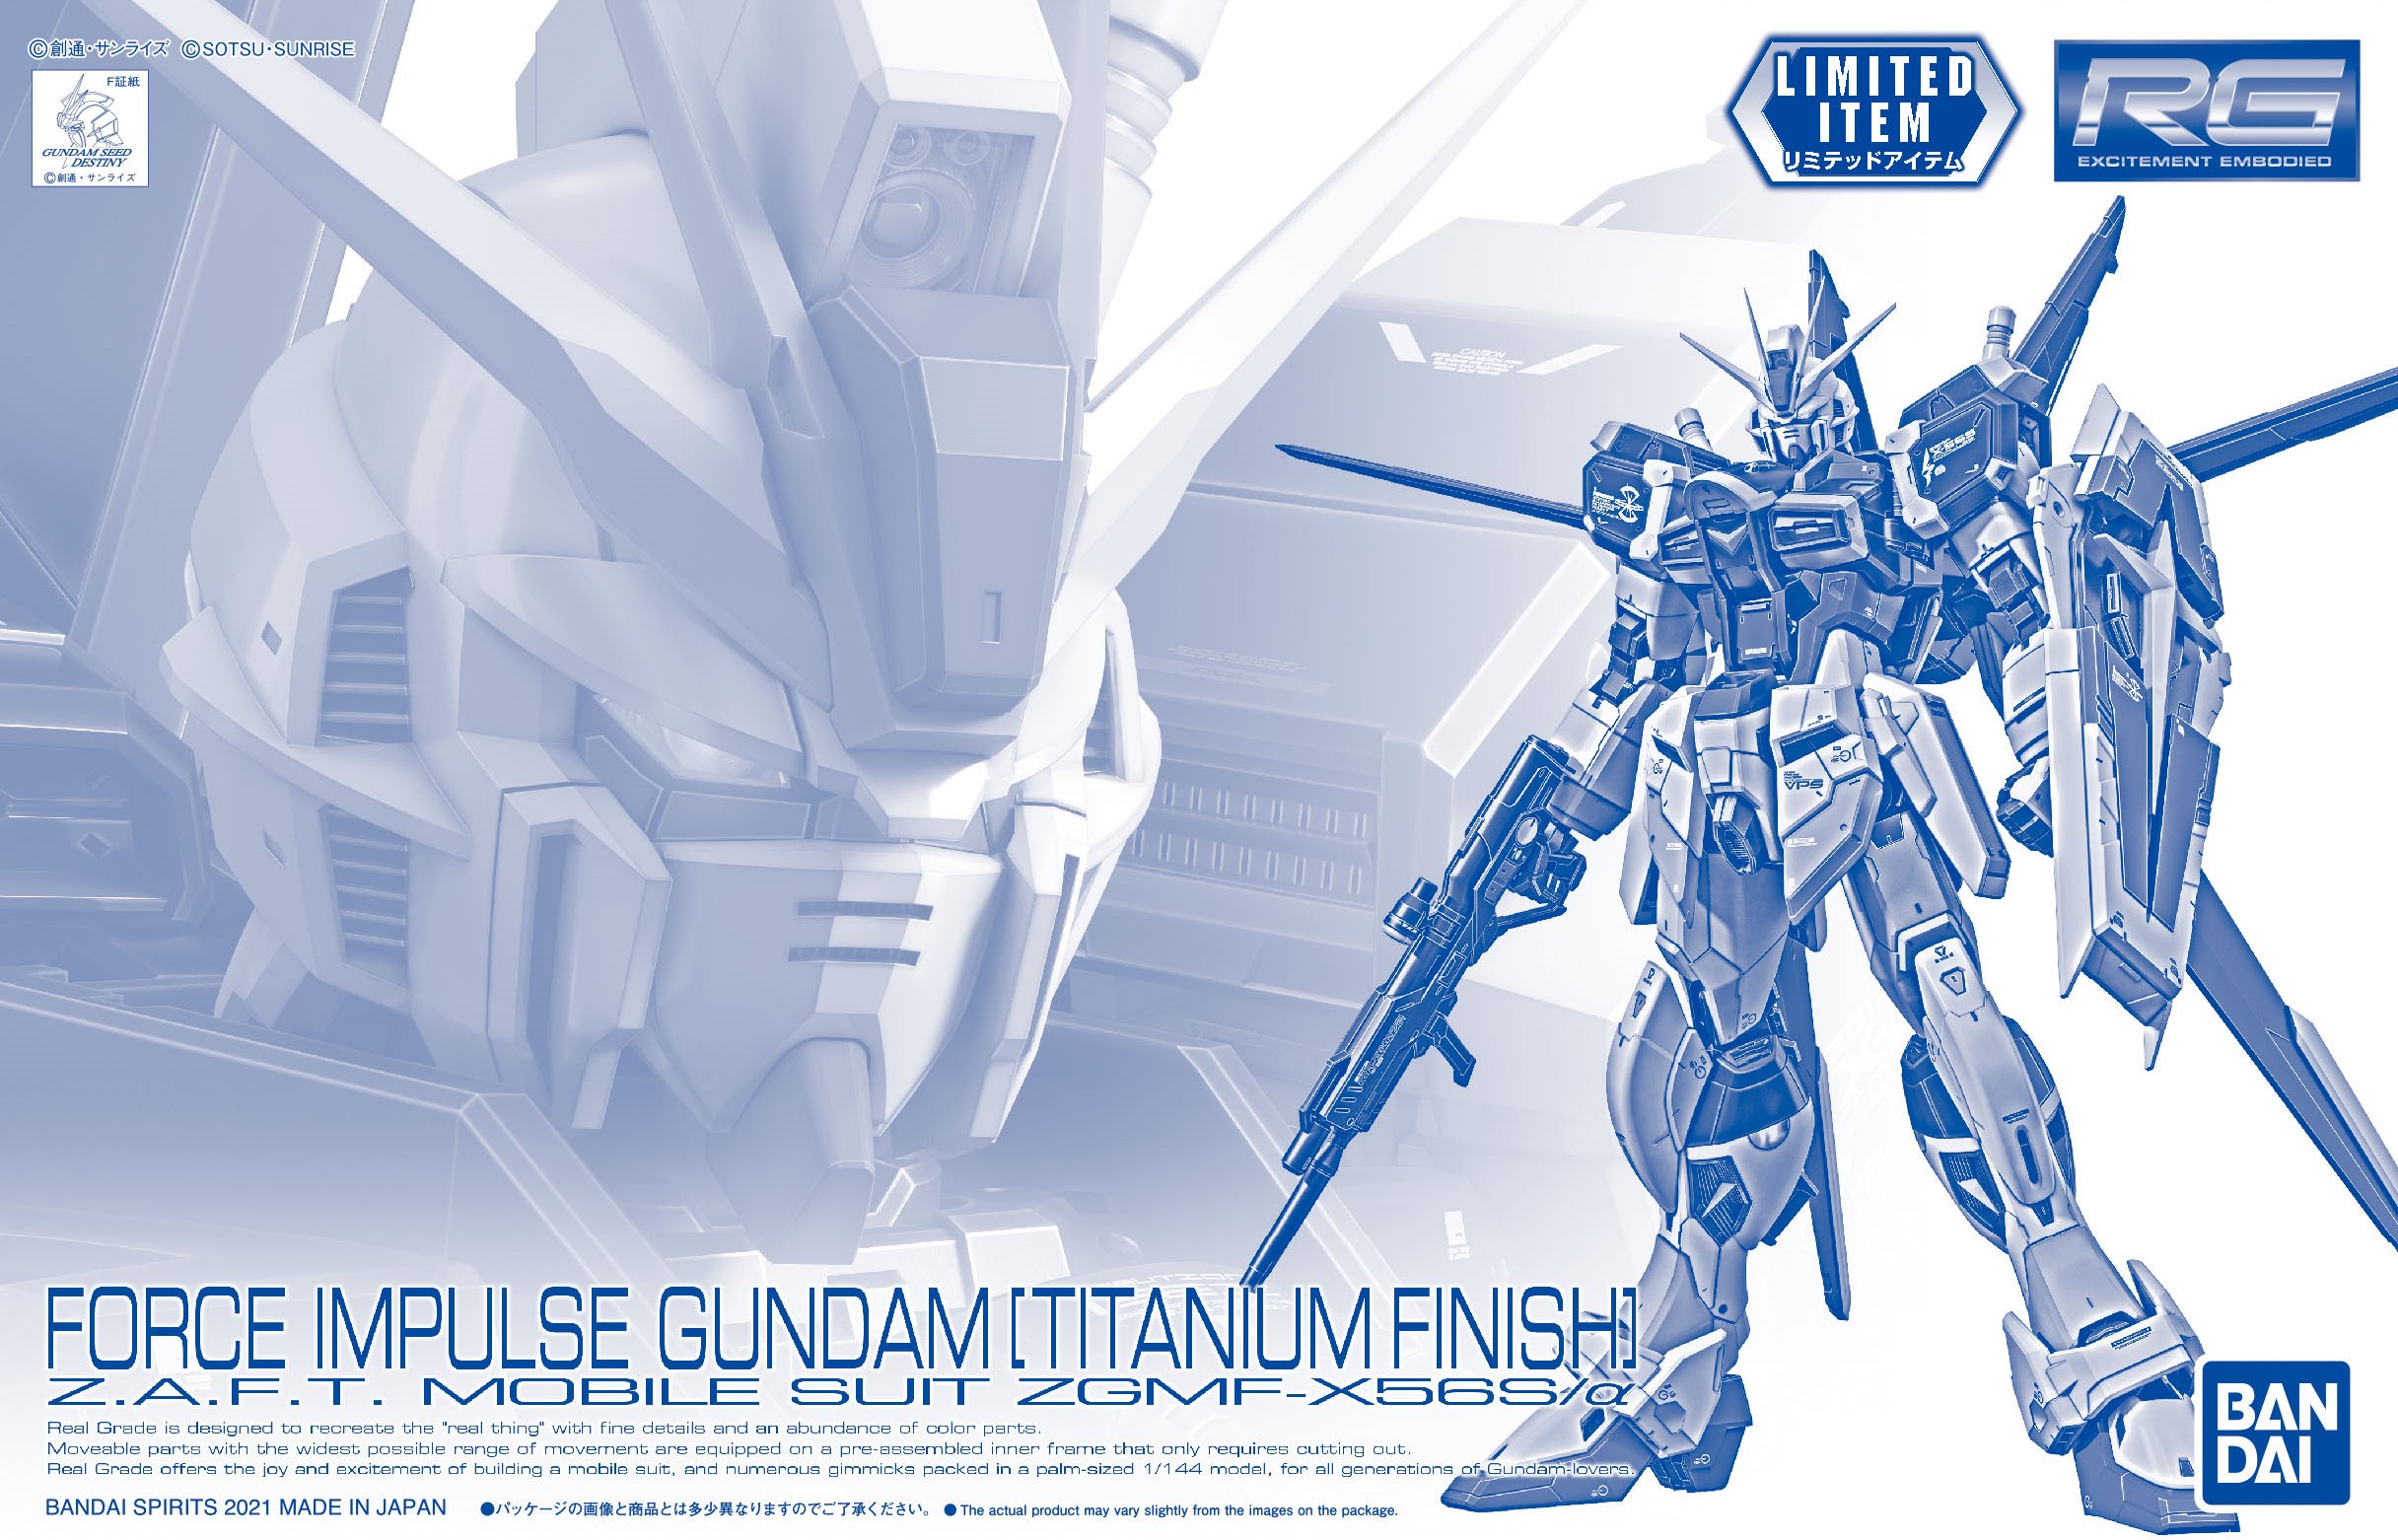 ©創通・サンライズ ©SOTSU・SUNRISE
F証紙
GUNDAM SEED
DESTINY
©創通・サンライズ
LIMITED
ITEM
リミテッドアイテム
RG
EXCITEMENT EMBODIED
CAUTION
VPS
FORCE IMPULSE GUNDAM [TITANIUM FINISH]
Z.A.F.T. MOBILE SUIT ZGMF-X56S/α
Real Grade is designed to recreate the "real thing" with fine details and an abundance of color parts.
Moveable parts with the widest possible range of movement are equipped on a pre-assembled inner frame that only requires cutting out.
Real Grade offers the joy and excitement of building a mobile suit, and numerous gimmicks packed in a palm-sized 1/144 model, for all generations of Gundam-lovers.
BANDAI SPIRITS 2021 MADE IN JAPAN ●パッケージの画像と商品とは多少異なりますのでご了承ください。 ● The actual product may vary slightly from the images on the package.
BAN
DAI